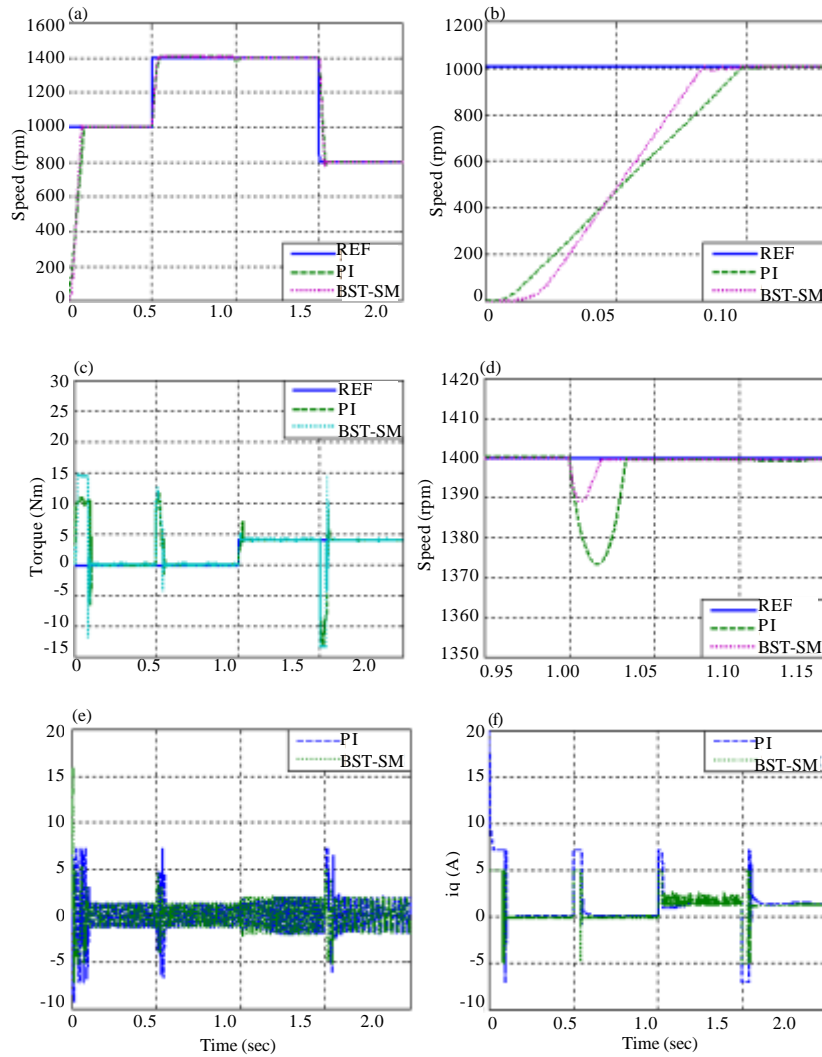 (a)
1600
1400
1200
1000
800
600
400
200
0
Speed (rpm)
REF
PI
BST-SM
0 0.5 1.0 1.5 2.0
(b)
1200
1000
800
600
400
200
0
Speed (rpm)
REF
PI
BST-SM
0 0.05 0.10
(c)
30
25
20
15
10
5
0
-5
-10
-15
Torque (Nm)
REF
PI
BST-SM
0 0.5 1.0 1.5 2.0
(d)
1420
1410
1400
1390
1380
1370
1360
1350
Speed (rpm)
REF
PI
BST-SM
0.95 1.00 1.05 1.10 1.15
(e)
20
15
10
5
0
-5
-10
PI
BST-SM
0 0.5 1.0 1.5 2.0
Time (sec)
(f)
20
15
10
5
0
-5
-10
iq (A)
PI
BST-SM
0 0.5 1.0 1.5 2.0
Time (sec)